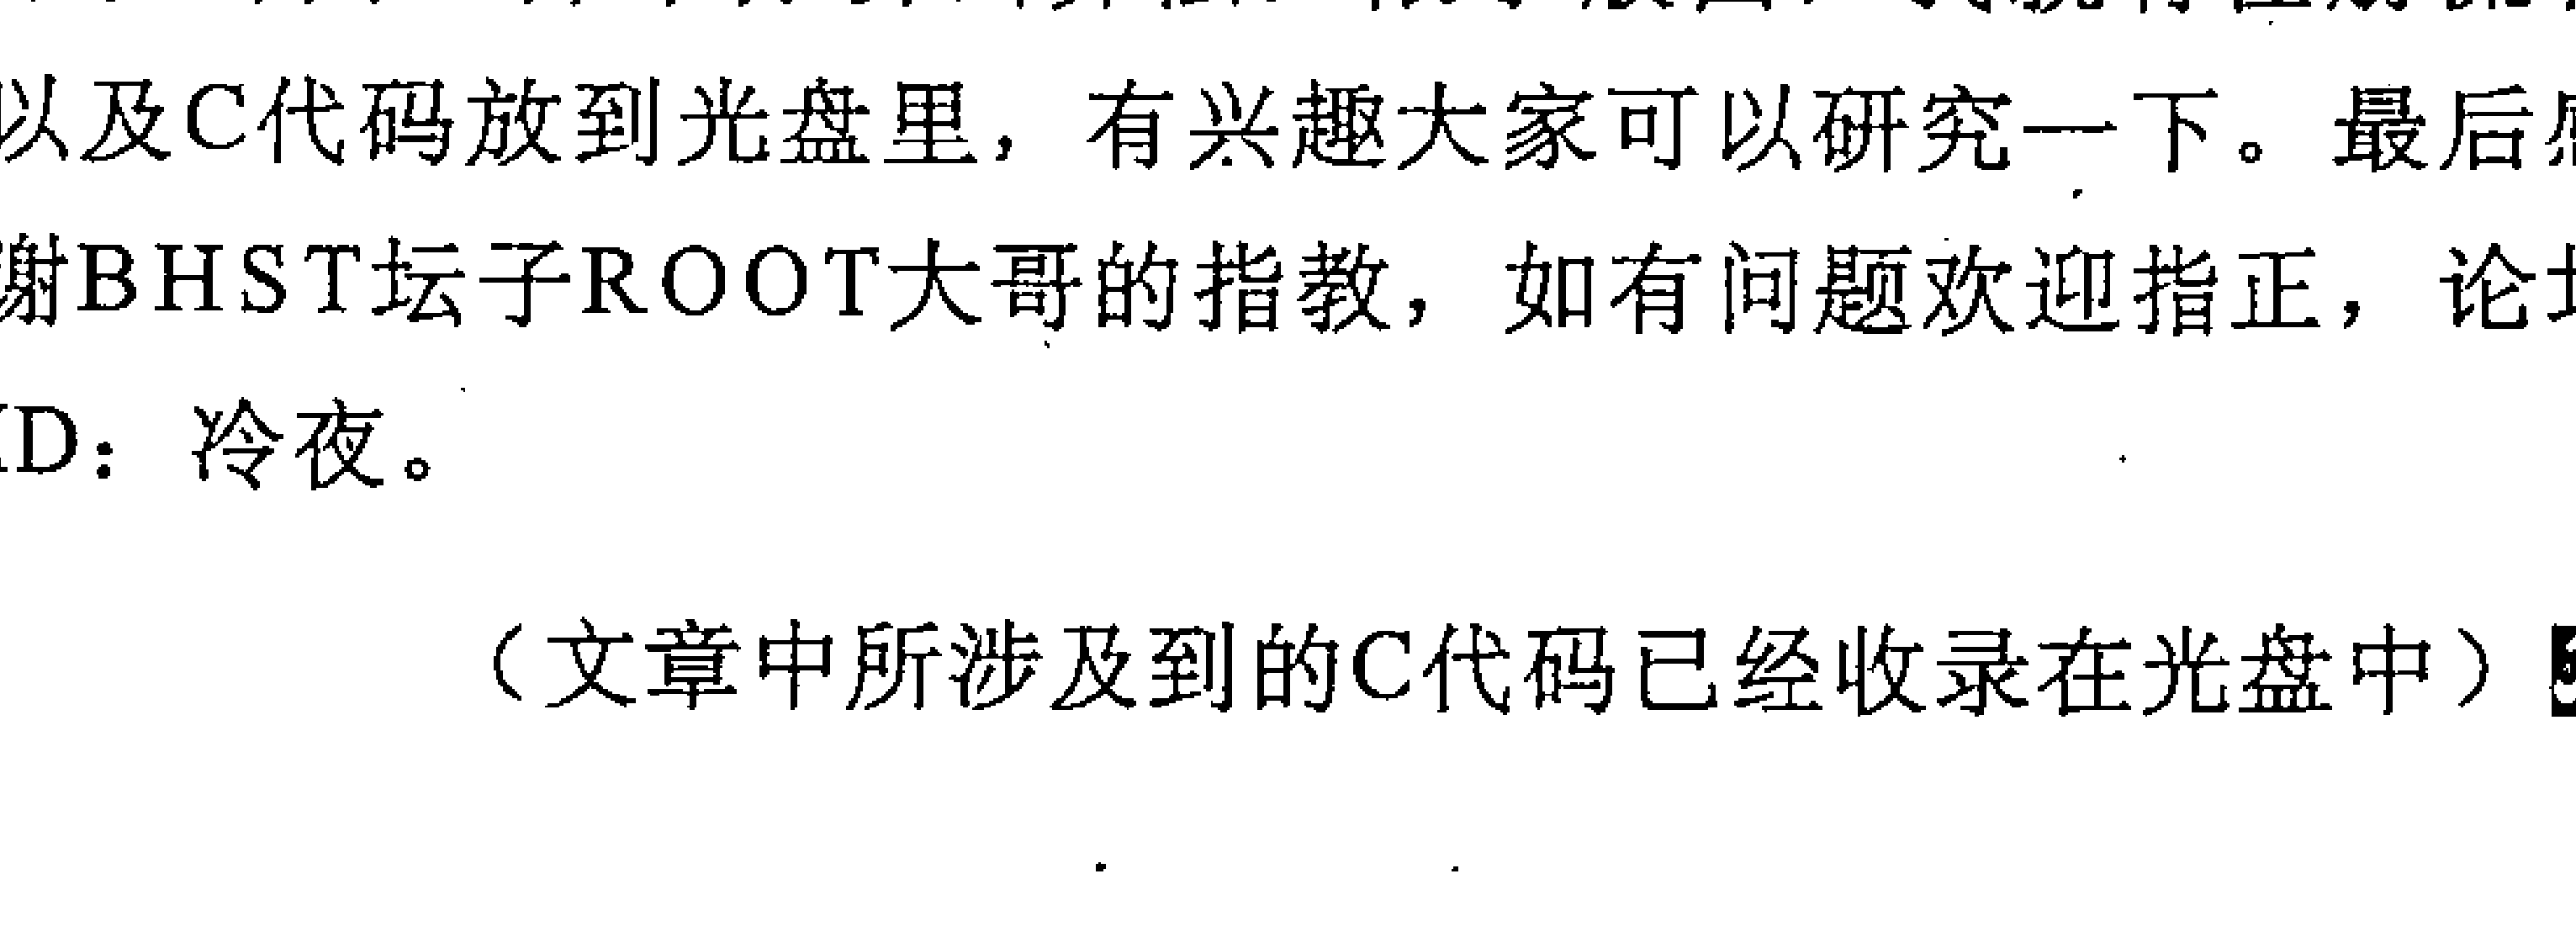 以及C代码放到光盘里，有兴趣大家可以研究一下。最后感
谢BHST坛子ROOT大哥的指教，如有问题欢迎指正，论坛
ID：冷夜。
（文章中所涉及到的C代码已经收录在光盘中）